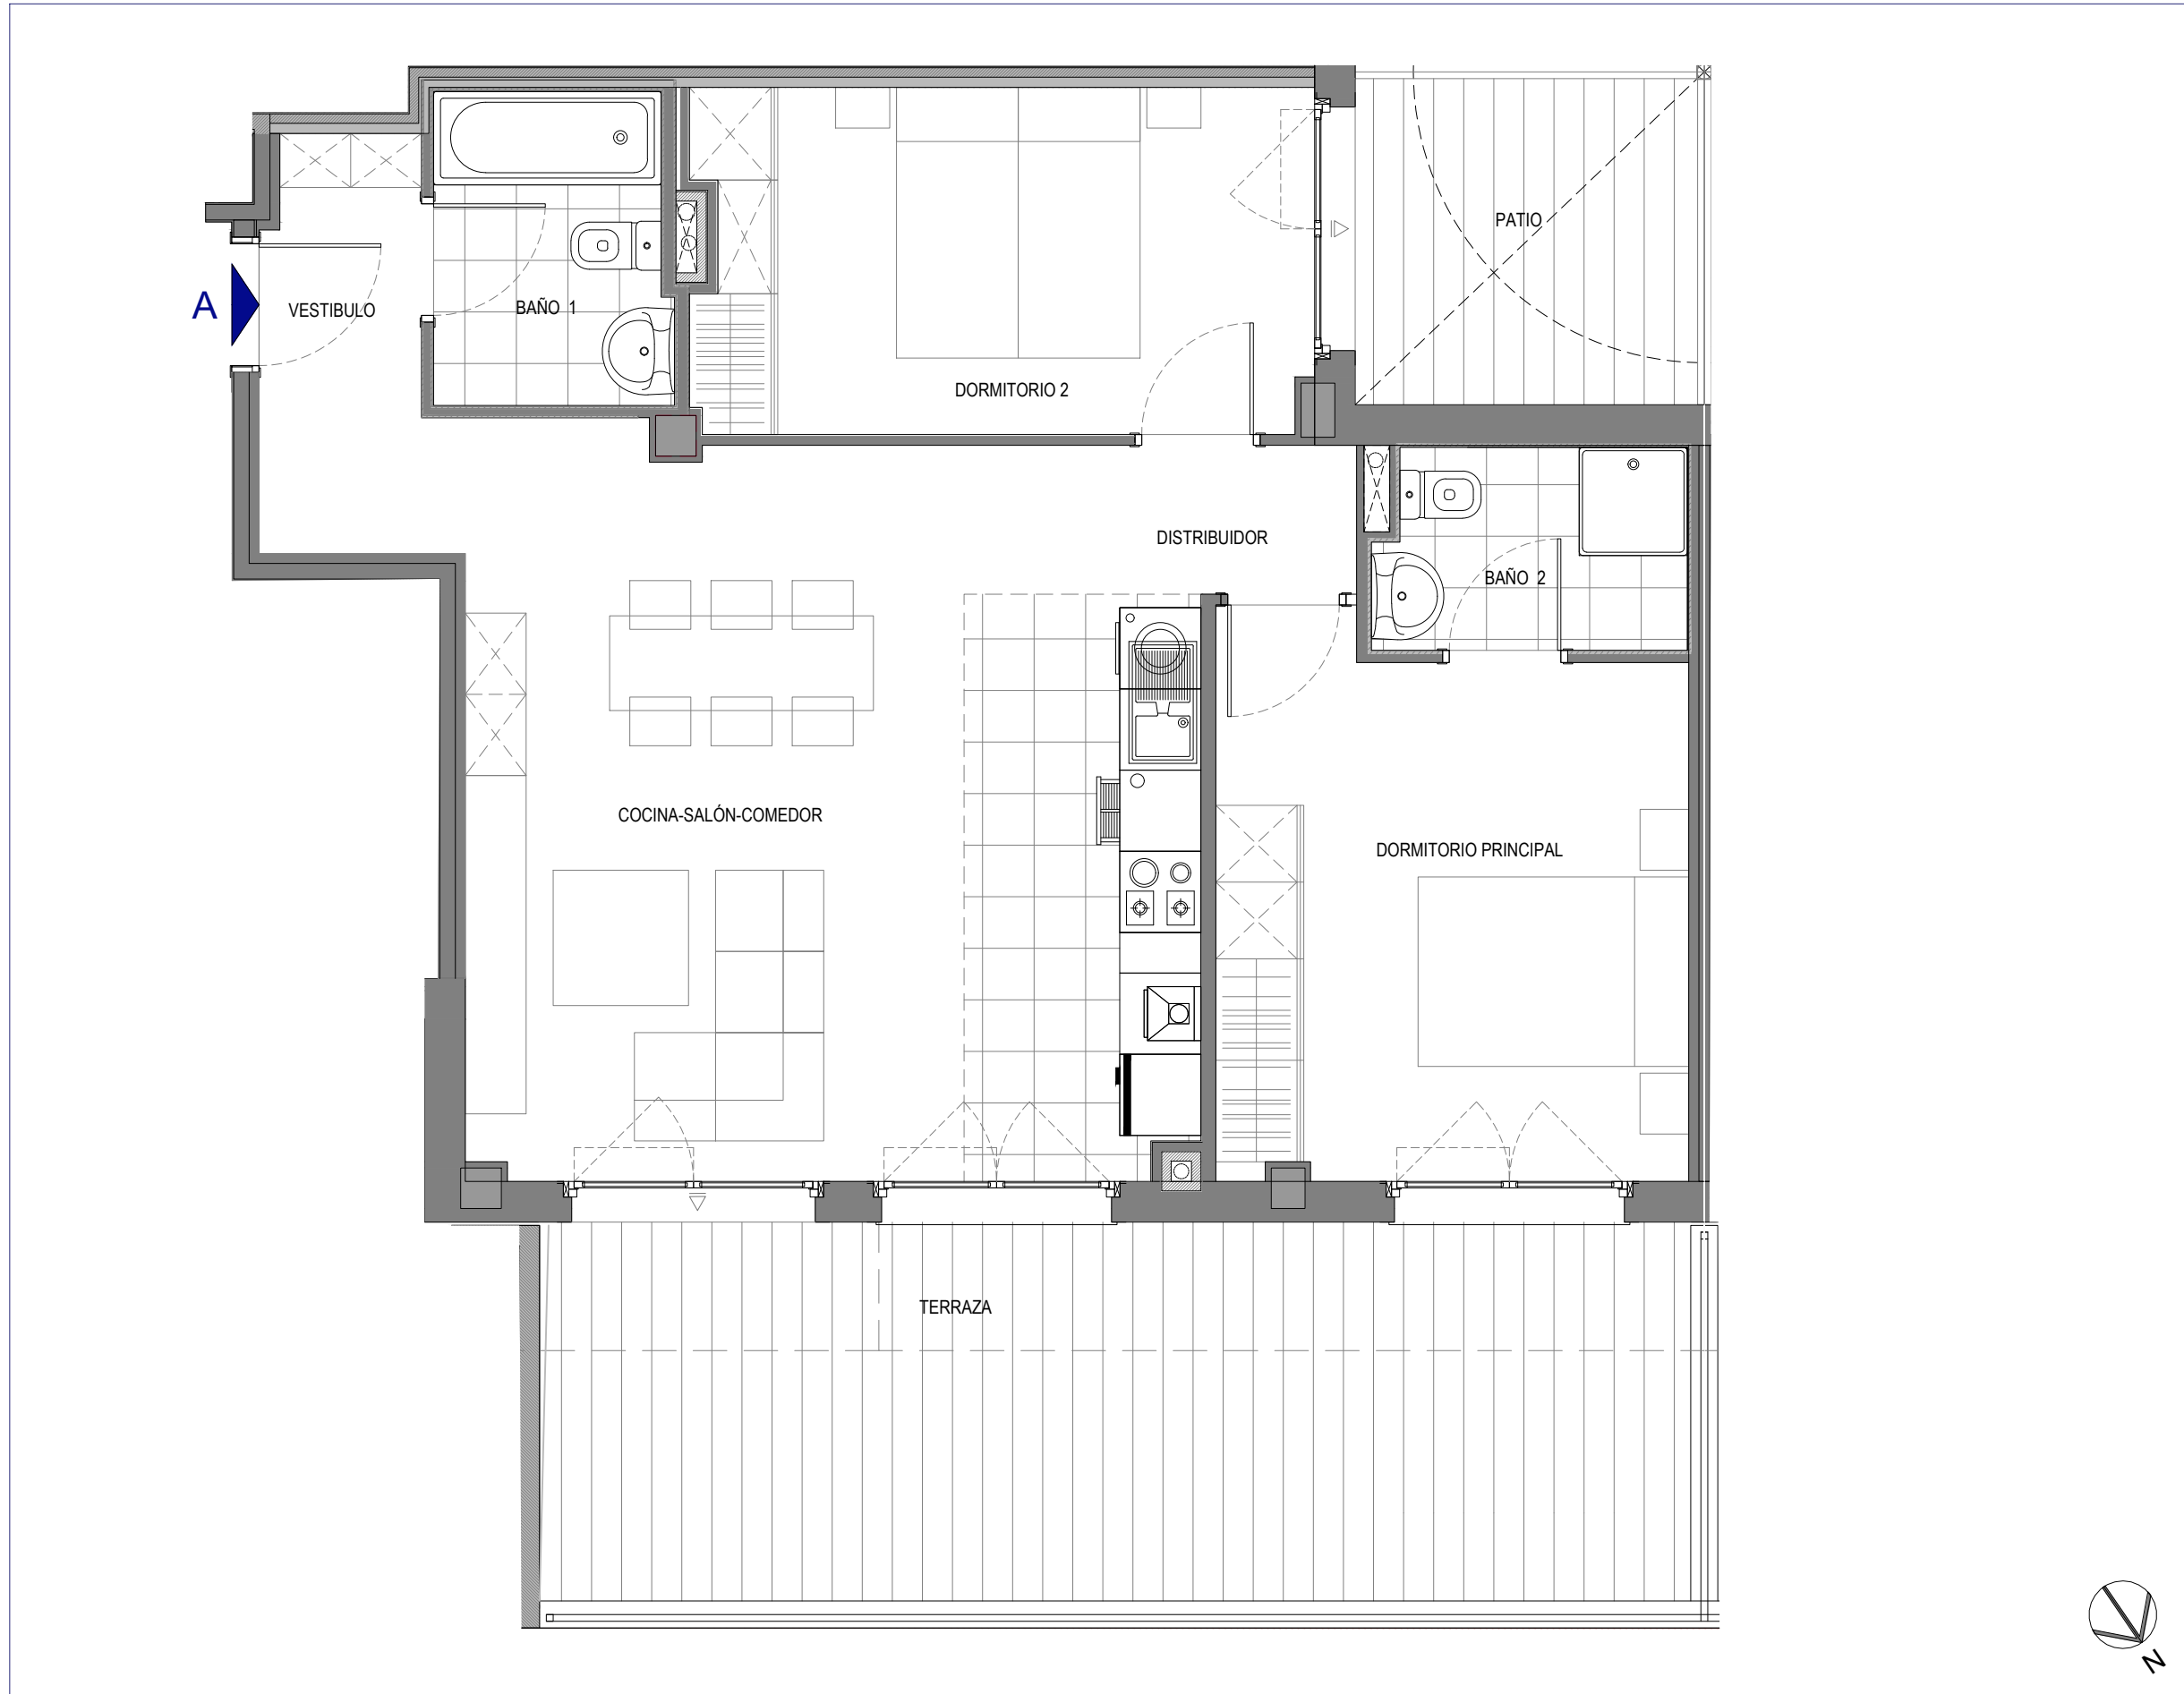 PATIO
A
VESTIBULO
BAÑO 1
DORMITORIO 2
DISTRIBUIDOR
BAÑO 2
COCINA-SALÓN-COMEDOR
DORMITORIO PRINCIPAL
TERRAZA
N